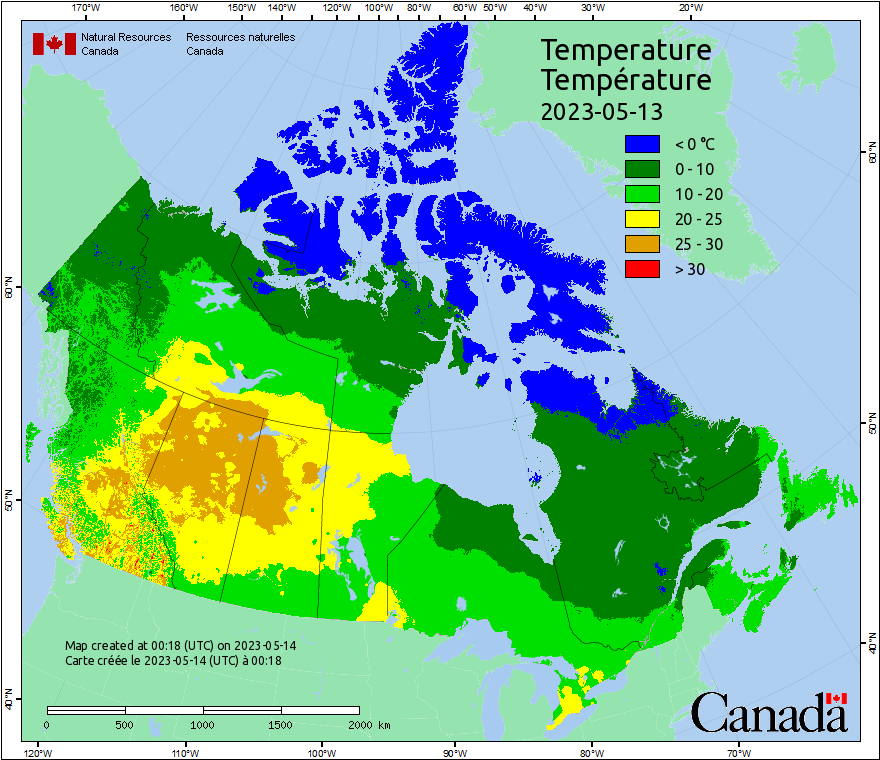 170°W 160°W 150°W 140°W 120°W 100°W 80°W 60°W 50°W 40°W 30°W 20°W
Natural Resources Ressources naturelles
Canada Canada
Temperature
Température
2023-05-13
< 0 °C
0 - 10
10 - 20
20 - 25
25 - 30
> 30
60°N
60°N
50°N
50°N
40°N
40°N
Map created at 00:18 (UTC) on 2023-05-14
Carte créée le 2023-05-14 (UTC) à 00:18
0 500 1000 1500 2000 km
Canada
120°W 110°W 100°W 90°W 80°W 70°W